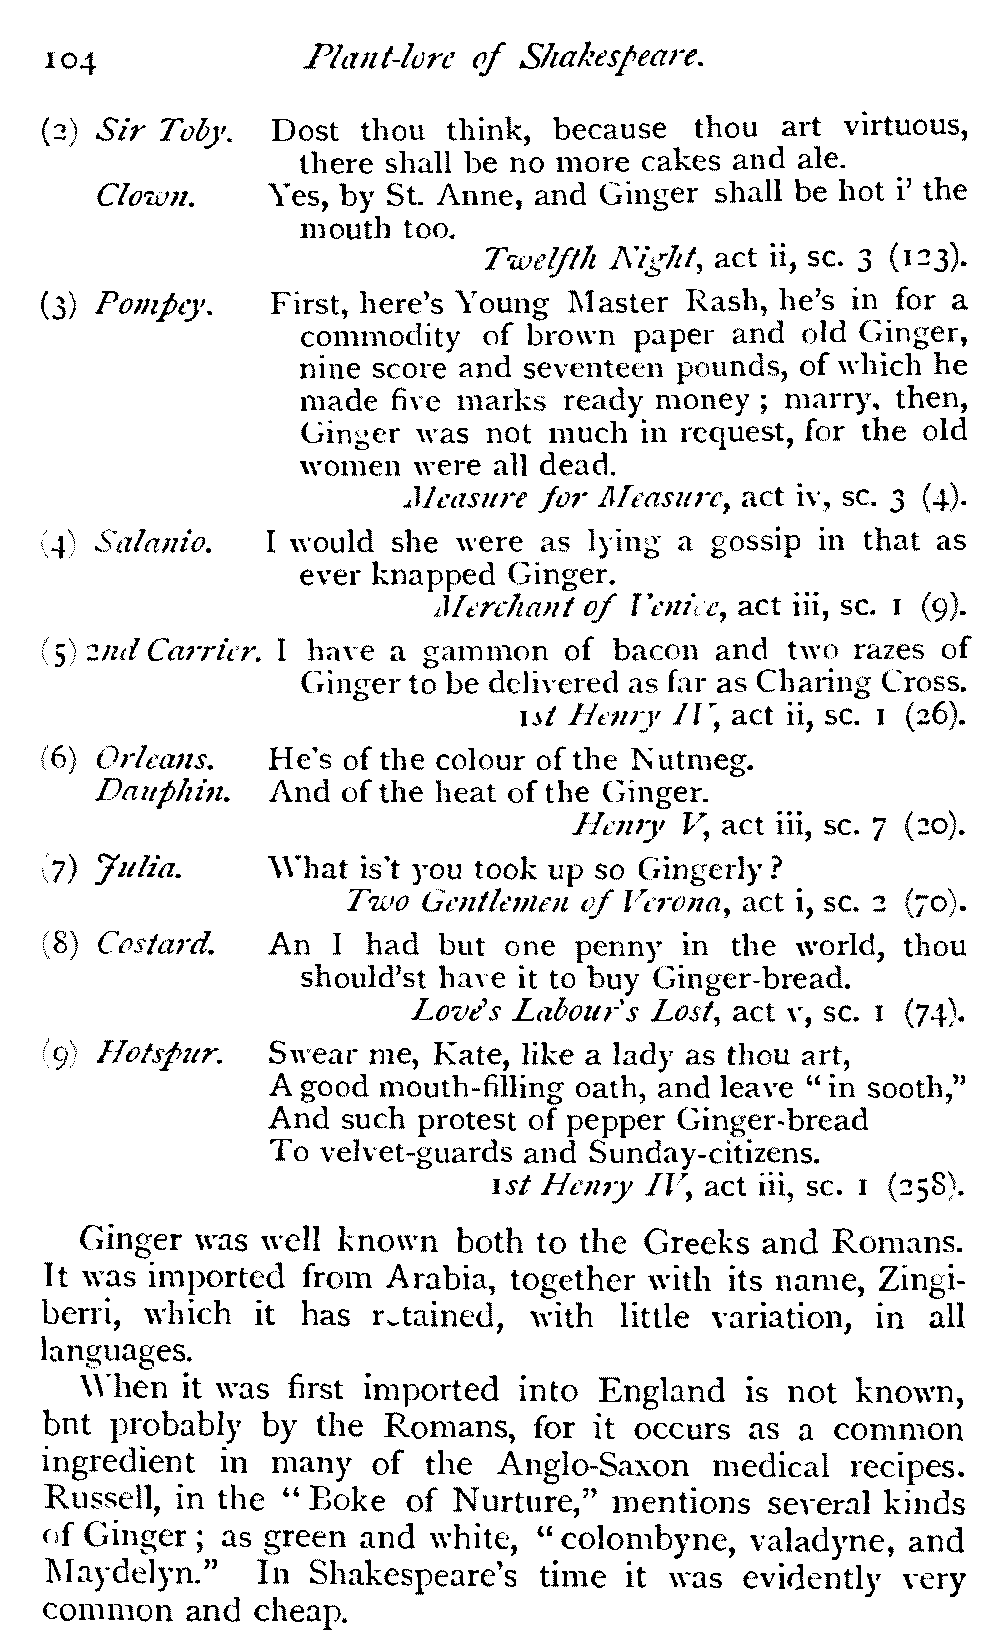 104 Plant-lore of Shakespeare.
(2) Sir Toby. Dost thou think, because thou art virtuous,
there shall be no more cakes and ale.
Clown. Yes, by St. Anne, and Ginger shall be hot i' the
mouth too.
Twelfth Night, act ii, sc. 3 (123).
(3) Pompey. First, here's Young Master Rash, he's in for a
commodity of brown paper and old Ginger,
nine score and seventeen pounds, of which he
made five marks ready money ; marry, then,
Ginger was not much in request, for the old
women were all dead.
Measure for Measure, act iv, sc. 3 (4).
(4) Salanio. I would she were as lying a gossip in that as
ever knapped Ginger.
Merchant of Venice, act iii, sc. 1 (9).
(5) 2nd Carrier. I have a gammon of bacon and two razes of
Ginger to be delivered as far as Charing Cross.
1st Henry IV, act ii, sc. 1 (26).
(6) Orleans. He's of the colour of the Nutmeg.
Dauphin. And of the heat of the Ginger.
Henry V, act iii, sc. 7 (20).
(7) Julia. What is't you took up so Gingerly ?
Two Gentlemen of Verona, act i, sc. 2 (70).
(8) Costard. An I had but one penny in the world, thou
should'st have it to buy Ginger-bread.
Love's Labour's Lost, act v, sc. 1 (74).
(9) Hotspur. Swear me, Kate, like a lady as thou art,
A good mouth-filling oath, and leave "in sooth,"
And such protest of pepper Ginger-bread
To velvet-guards and Sunday-citizens.
1st Henry IV, act iii, sc. 1 (258).
Ginger was well known both to the Greeks and Romans.
It was imported from Arabia, together with its name, Zingi-
berri, which it has retained, with little variation, in all
languages.
When it was first imported into England is not known,
bnt probably by the Romans, for it occurs as a common
ingredient in many of the Anglo-Saxon medical recipes.
Russell, in the "Boke of Nurture," mentions several kinds
of Ginger ; as green and white, "colombyne, valadyne, and
Maydelyn." In Shakespeare's time it was evidently very
common and cheap.